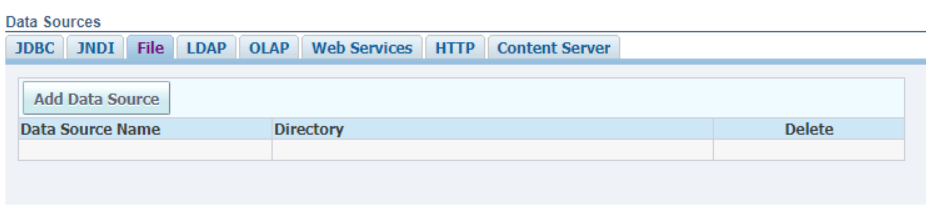 Data Sources
JDBC JNDI File LDAP OLAP Web Services HTTP Content Server
Add Data Source
Data Source Name Directory Delete